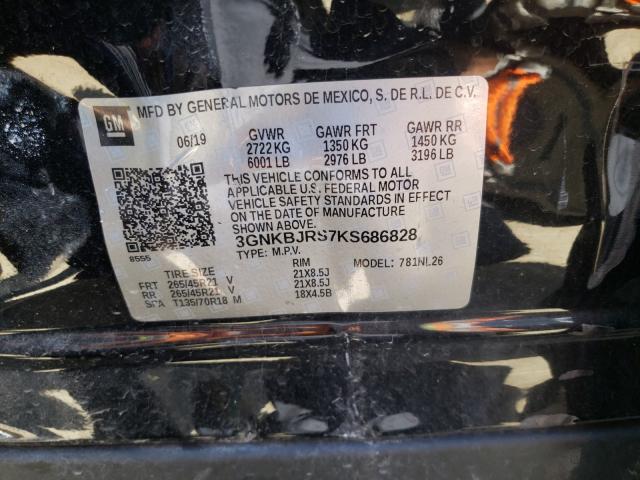 GM
MFD BY GENERAL MOTORS DE MEXICO, S. DE R.L. DE C.V.
06/19 GVWR GAWR FRT GAWR RR
2722 KG 1350 KG 1450 KG
6001 LB 2976 LB 3196 LB
THIS VEHICLE CONFORMS TO ALL
APPLICABLE U.S. FEDERAL MOTOR
VEHICLE SAFETY STANDARDS IN EFFECT
ON THE DATE OF MANUFACTURE
SHOWN ABOVE.
3GNKBJRS7KS686828
8555 TYPE: M.P.V. MODEL: 781NL26
TIRE SIZE RIM
FRT 265/45R21 V 21X8.5J
RR 265/45R21 V 21X8.5J
SPA T135/70R18 M 18X4.5B